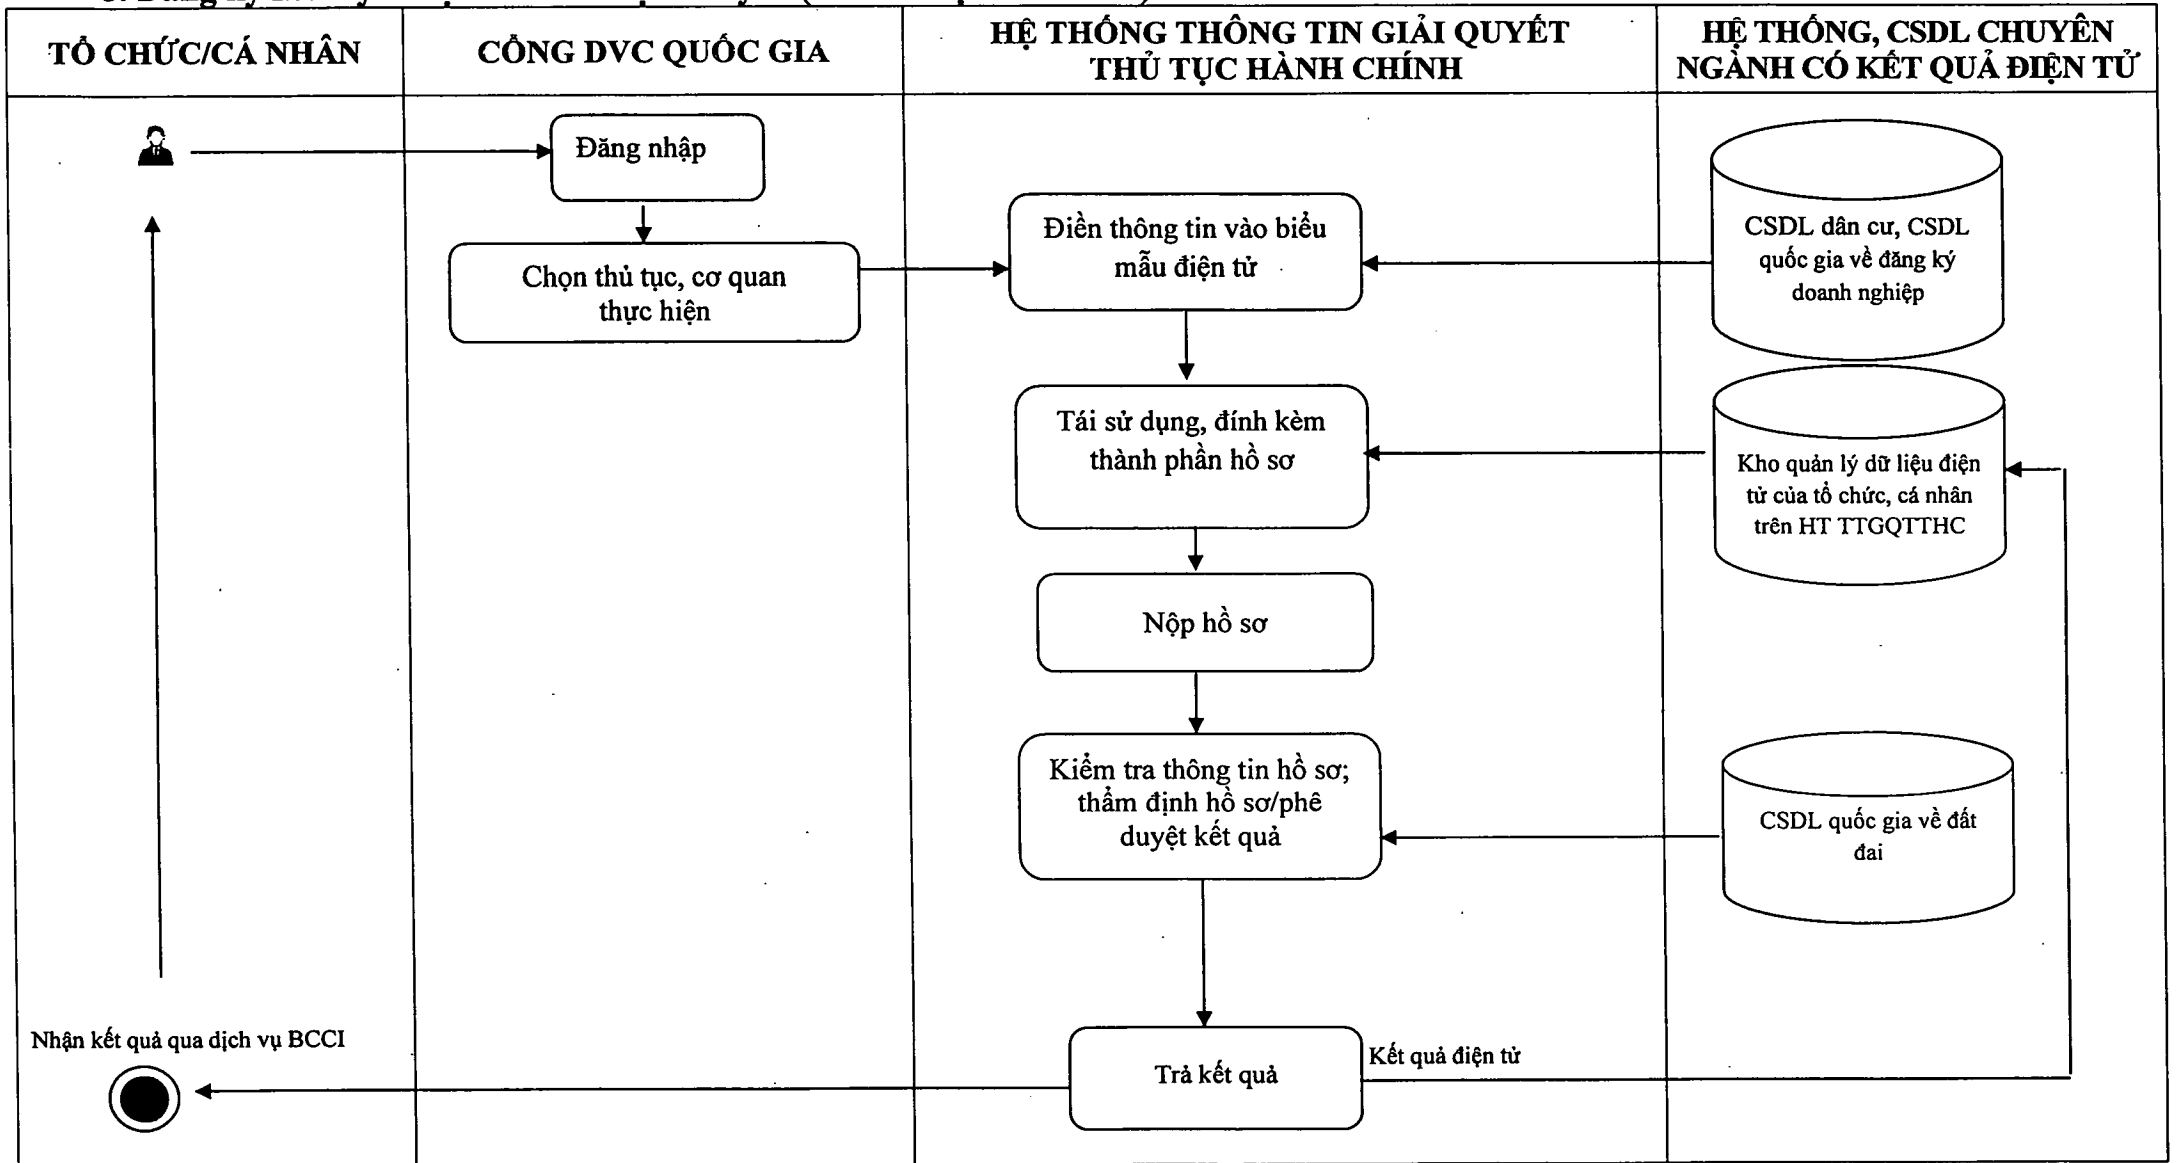 TỔ CHỨC/CÁ NHÂN
CỔNG DVC QUỐC GIA
HỆ THỐNG THÔNG TIN GIẢI QUYẾT
THỦ TỤC HÀNH CHÍNH
HỆ THỐNG, CSDL CHUYÊN
NGÀNH CÓ KẾT QUẢ ĐIỆN TỬ
Đăng nhập
Chọn thủ tục, cơ quan
thực hiện
Điền thông tin vào biểu
mẫu điện tử
CSDL dân cư, CSDL
quốc gia về đăng ký
doanh nghiệp
Tái sử dụng, đính kèm
thành phần hồ sơ
Kho quản lý dữ liệu điện
tử của tổ chức, cá nhân
trên HT TTGQTTHC
Nộp hồ sơ
Kiểm tra thông tin hồ sơ;
thẩm định hồ sơ/phê
duyệt kết quả
CSDL quốc gia về đất
đai
Nhận kết quả qua dịch vụ BCCI
Trả kết quả
Kết quả điện tử